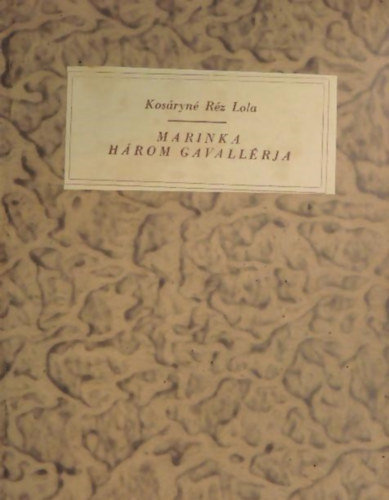 Kosáryné Réz Lola
MARINKA
HÁROM GAVALLÉRJA